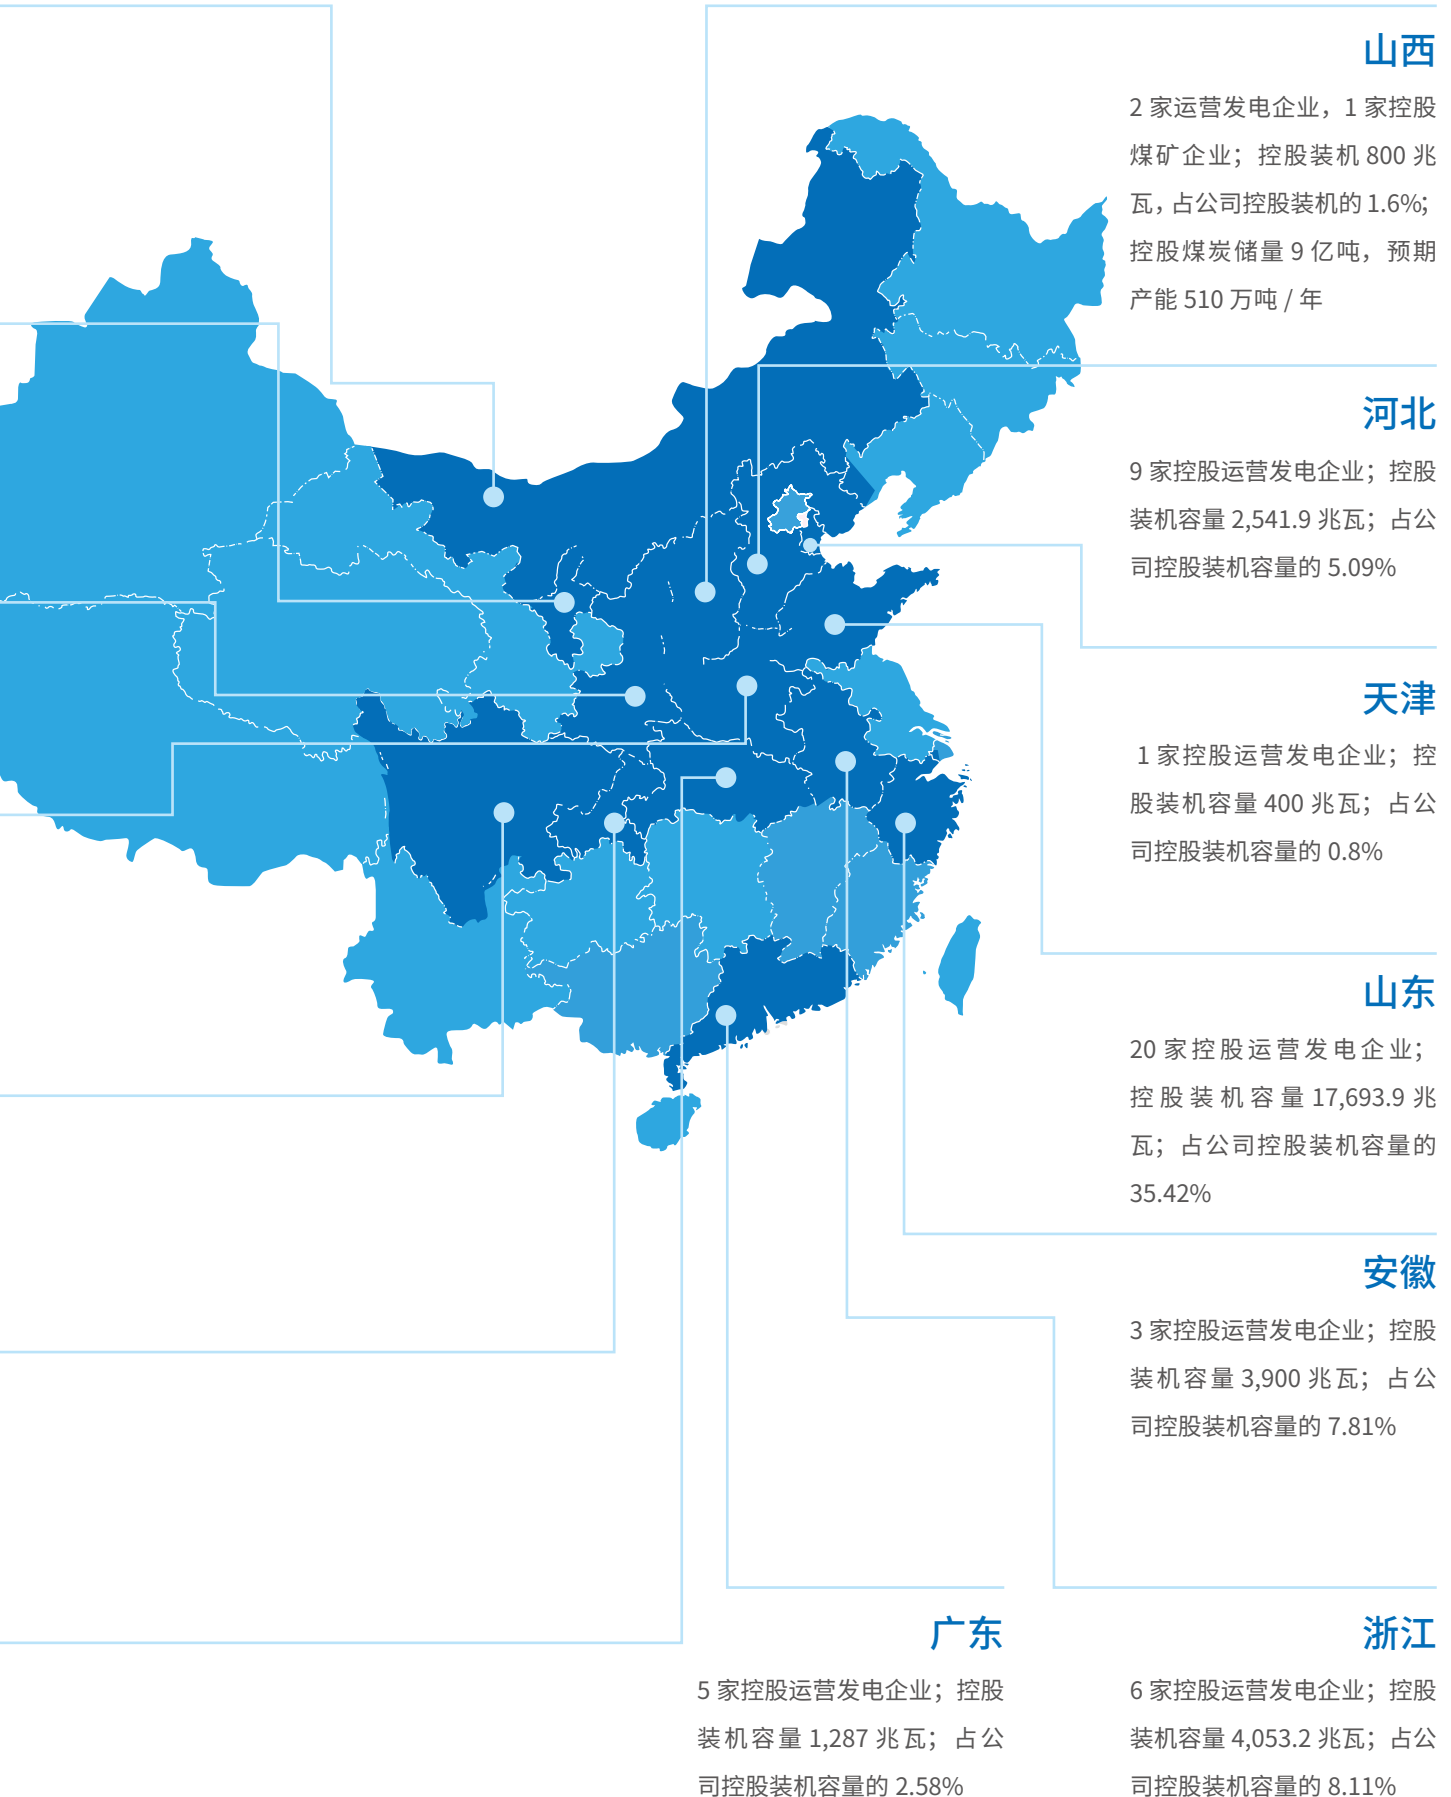 山西
2 家运营发电企业，1 家控股
煤矿企业；控股装机 800 兆
瓦，占公司控股装机的 1.6%;
控股煤炭储量 9 亿吨，预期
产能 510 万吨 / 年
河北
9 家控股运营发电企业；控股
装机容量 2,541.9 兆瓦；占公
司控股装机容量的 5.09%
天津
1 家控股运营发电企业；控
股装机容量 400 兆瓦；占公
司控股装机容量的 0.8%
山东
20 家控股运营发电企业；
控股装机容量 17,693.9 兆
瓦；占公司控股装机容量的
35.42%
安徽
3 家控股运营发电企业；控股
装机容量 3,900 兆瓦；占公
司控股装机容量的 7.81%
广东
5 家控股运营发电企业；控股
装机容量 1,287 兆瓦；占公
司控股装机容量的 2.58%
浙江
6 家控股运营发电企业；控股
装机容量 4,053.2 兆瓦；占公
司控股装机容量的 8.11%